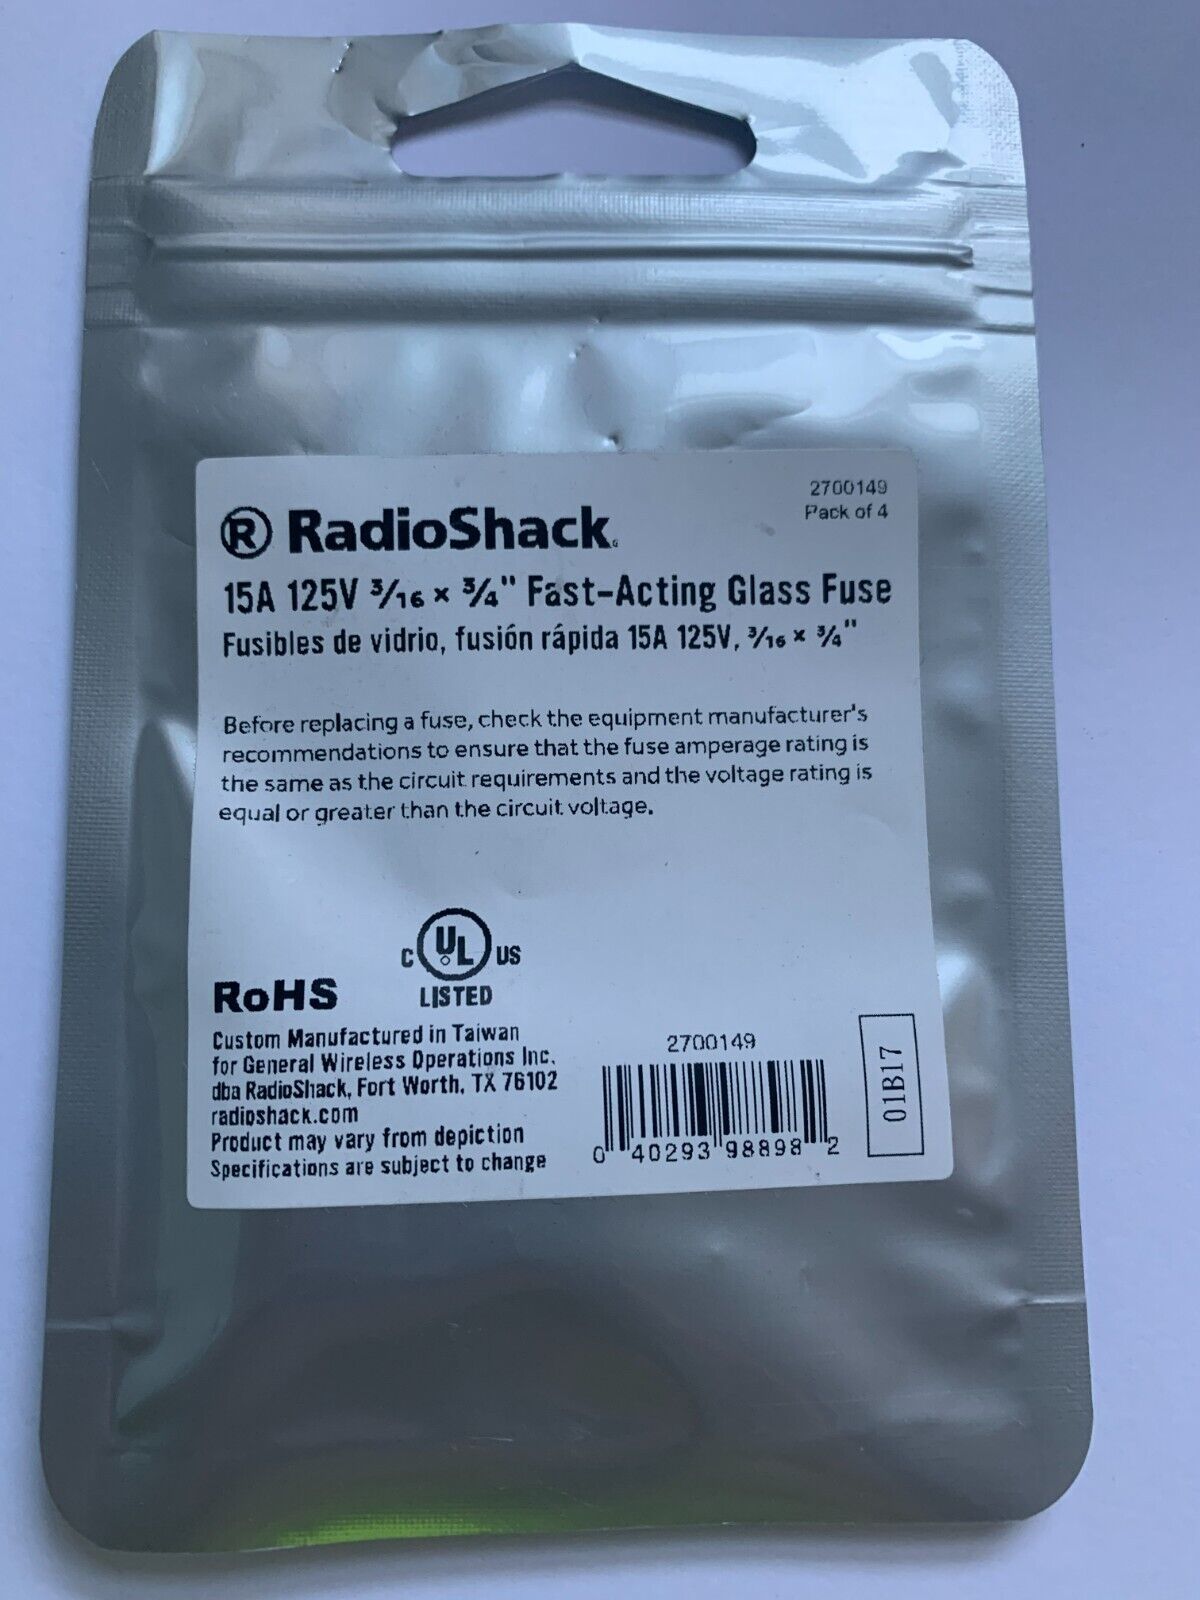 2700149
Pack of 4
® RadioShack.
15A 125V 3/16 × 3/4" Fast-Acting Glass Fuse
Fusibles de vidrio, fusión rápida 15A 125V, 3/16 × 3/4"
Before replacing a fuse, check the equipment manufacturer's
recommendations to ensure that the fuse amperage rating is
the same as the circuit requirements and the voltage rating is
equal or greater than the circuit voltage.
C UL US
LISTED
RoHS
Custom Manufactured in Taiwan
for General Wireless Operations Inc.
dba RadioShack, Fort Worth, TX 76102
radioshack.com
Product may vary from depiction
Specifications are subject to change
2700149
0 40293 98898 2
01B17